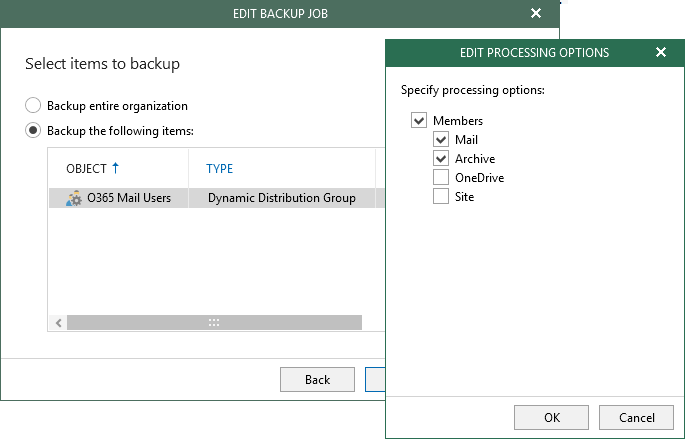 EDIT BACKUP JOB
Select items to backup
Backup entire organization
Backup the following items:
OBJECT TYPE
O365 Mail Users Dynamic Distribution Group
Back
EDIT PROCESSING OPTIONS
Specify processing options:
Members
Mail
Archive
OneDrive
Site
OK Cancel